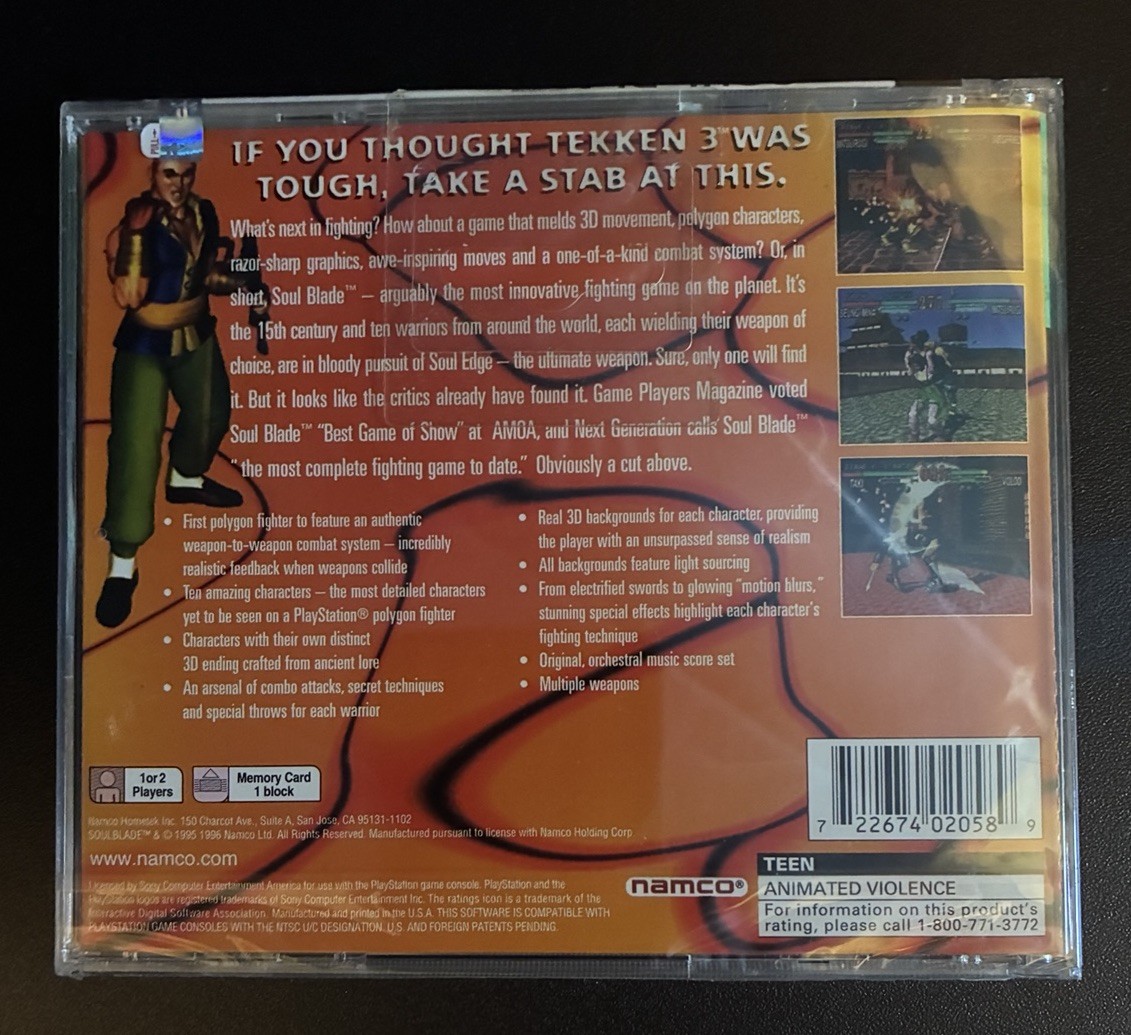 PULL
IF YOU THOUGHT TEKKEN 3™ WAS
TOUGH, TAKE A STAB AT THIS.
What's next in fighting? How about a game that melds 3D movement, polygon characters,
razor-sharp graphics, awe-inspiring moves and a one-of-a-kind combat system? Or, in
short, Soul Blade™ – arguably the most innovative fighting game on the planet. It's
the 15th century and ten warriors from around the world, each wielding their weapon of
choice, are in bloody pursuit of Soul Edge – the ultimate weapon. Sure, only one will find
it. But it looks like the critics already have found it. Game Players Magazine voted
Soul Blade™ "Best Game of Show" at AMOA, and Next Generation calls Soul Blade™
"the most complete fighting game to date." Obviously a cut above.
• First polygon fighter to feature an authentic
weapon-to-weapon combat system – incredibly
realistic feedback when weapons collide
• Ten amazing characters – the most detailed characters
yet to be seen on a PlayStation® polygon fighter
• Characters with their own distinct
3D ending crafted from ancient lore
• An arsenal of combo attacks, secret techniques
and special throws for each warrior
• Real 3D backgrounds for each character, providing
the player with an unsurpassed sense of realism
• All backgrounds feature light sourcing
• From electrified swords to glowing "motion blurs,"
stunning special effects highlight each character's
fighting technique
• Original, orchestral music score set
• Multiple weapons
TAKI
VOLDO
1 or 2
Players
Memory Card
1 block
Namco Hometek Inc. 150 Charcot Ave., Suite A, San Jose, CA 95131-1102
SOULBLADE™ & © 1995 1996 Namco Ltd. All Rights Reserved. Manufactured pursuant to license with Namco Holding Corp
www.namco.com
Licenced by Sony Computer Entertainment America for use with the PlayStation game console. PlayStation and the
PlayStation logos are registered trademarks of Sony Computer Entertainment Inc. The ratings icon is a trademark of the
Interactive Digital Software Association. Manufactured and printed in the U.S.A. THIS SOFTWARE IS COMPATIBLE WITH
PLAYSTATION GAME CONSOLES WITH THE NTSC U/C DESIGNATION. U.S. AND FOREIGN PATENTS PENDING.
namco®
7 22674 02058 9
TEEN
ANIMATED VIOLENCE
For information on this product's
rating, please call 1-800-771-3772